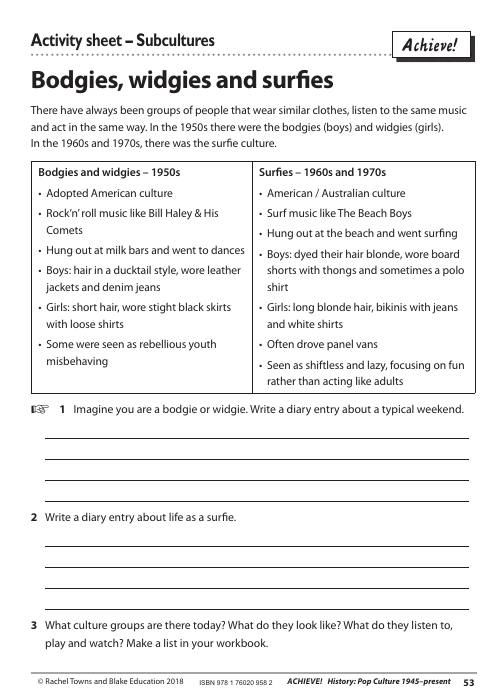 Activity sheet – Subcultures
Achieve!
Bodgies, widgies and surfies
There have always been groups of people that wear similar clothes, listen to the same music
and act in the same way. In the 1950s there were the bodgies (boys) and widgies (girls).
In the 1960s and 1970s, there was the surfie culture.
Bodgies and widgies – 1950s
• Adopted American culture
• Rock'n'roll music like Bill Haley & His
Comets
• Hung out at milk bars and went to dances
• Boys: hair in a ducktail style, wore leather
jackets and denim jeans
• Girls: short hair, wore stight black skirts
with loose shirts
• Some were seen as rebellious youth
misbehaving
Surfies – 1960s and 1970s
• American / Australian culture
• Surf music like The Beach Boys
• Hung out at the beach and went surfing
• Boys: dyed their hair blonde, wore board
shorts with thongs and sometimes a polo
shirt
• Girls: long blonde hair, bikinis with jeans
and white shirts
• Often drove panel vans
• Seen as shiftless and lazy, focusing on fun
rather than acting like adults
1 Imagine you are a bodgie or widgie. Write a diary entry about a typical weekend.
2 Write a diary entry about life as a surfie.
3 What culture groups are there today? What do they look like? What do they listen to,
play and watch? Make a list in your workbook.
© Rachel Towns and Blake Education 2018 ISBN 978 1 76020 958 2 ACHIEVE! History: Pop Culture 1945–present 53